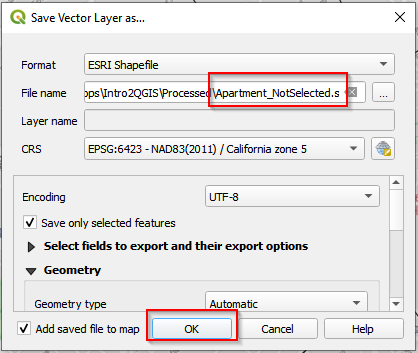 Save Vector Layer as...
Format ESRI Shapefile
File name ops\Intro2QGIS\Processed\Apartment_NotSelected.s ...
Layer name
CRS EPSG:6423 - NAD83(2011) / California zone 5
Encoding UTF-8
Save only selected features
Select fields to export and their export options
Geometry
Geometry type Automatic
Add saved file to map OK Cancel Help